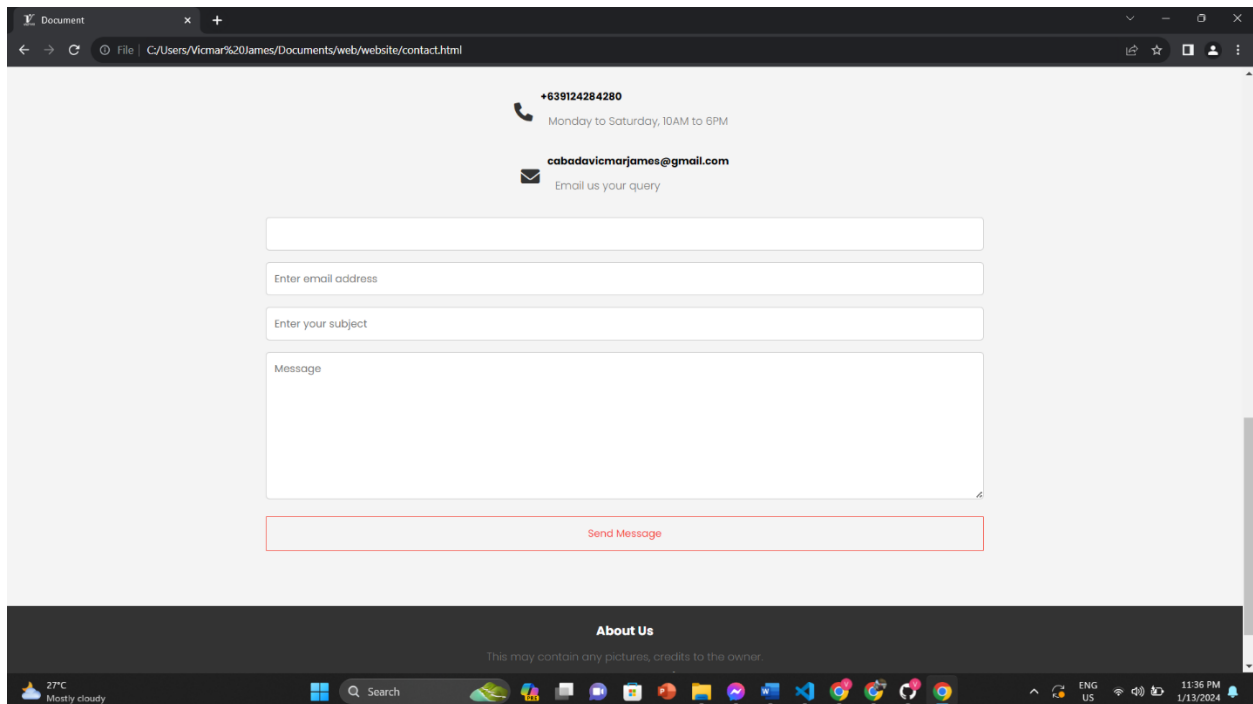 Document
File
C:/Users/Vicmar%20James/Documents/web/website/contact.html
+639124284280
Monday to Saturday, 10AM to 6PM
cabadavicmarjames@gmail.com
Email us your query
Enter email address
Enter your subject
Message
Send Message
About Us
This may contain any pictures, credits to the owner.
27°C
Mostly cloudy
Search
ENG
US
11:36 PM
1/13/2024